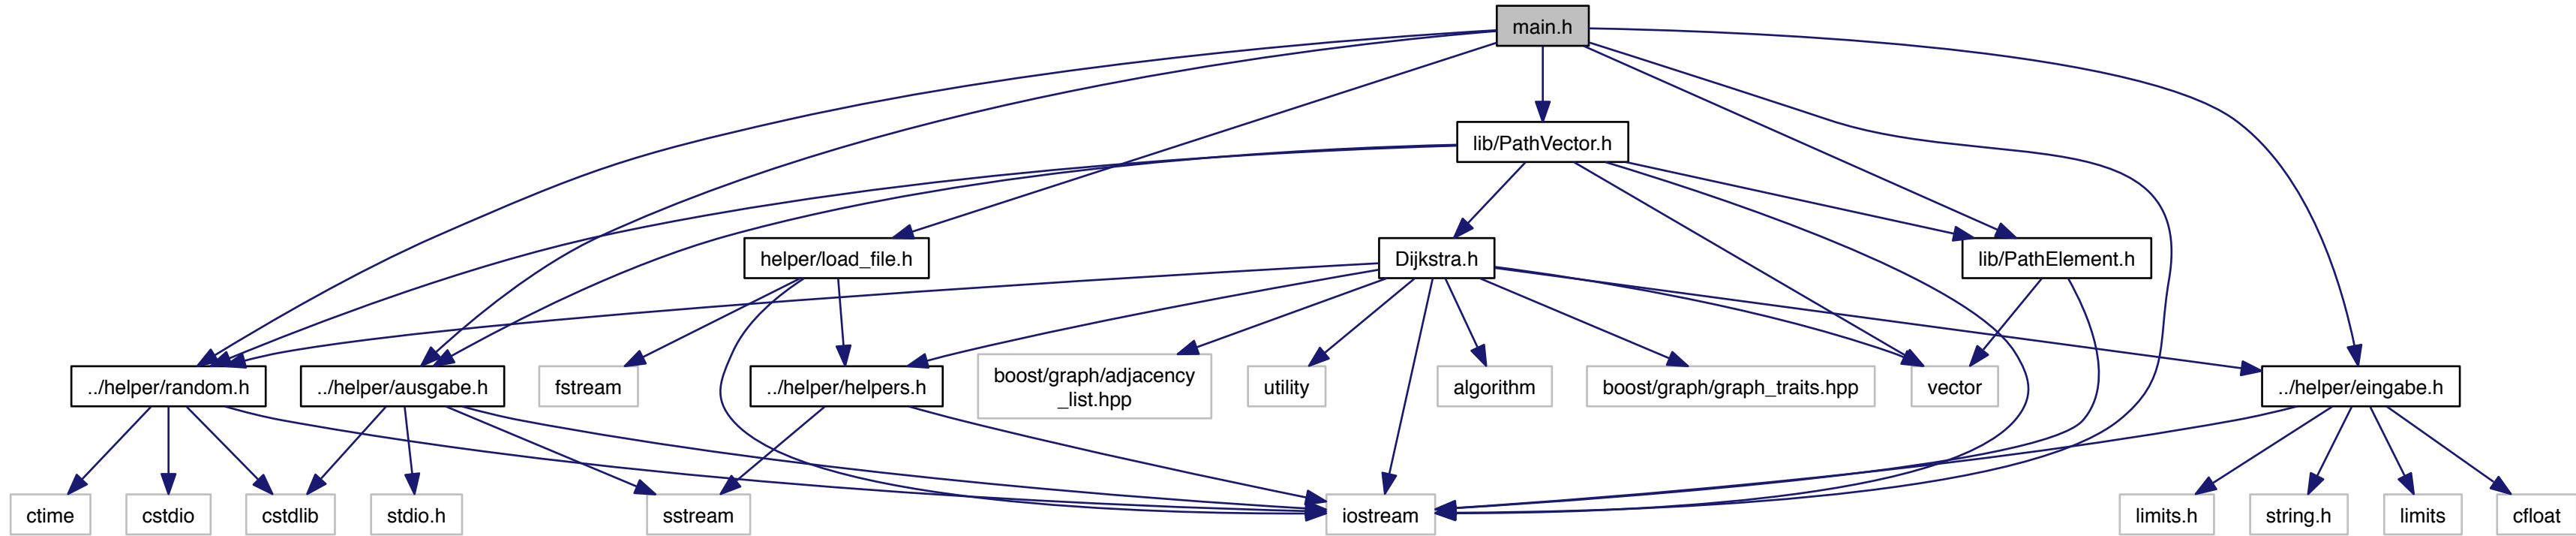 main.h
lib/PathVector.h
helper/load_file.h
Dijkstra.h
lib/PathElement.h
../helper/random.h
../helper/ausgabe.h
fstream
../helper/helpers.h
boost/graph/adjacency
_list.hpp
utility
algorithm
boost/graph/graph_traits.hpp
vector
../helper/eingabe.h
ctime
cstdio
cstdlib
stdio.h
sstream
iostream
limits.h
string.h
limits
cfloat